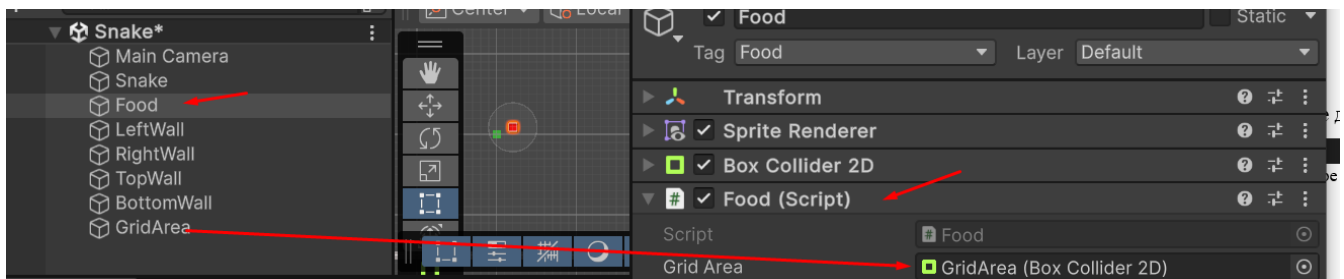 Snake*
Main Camera
Snake
Food
LeftWall
RightWall
TopWall
BottomWall
GridArea
Center
Local
Food
Static
Tag
Food
Layer
Default
Transform
Sprite Renderer
Box Collider 2D
# Food (Script)
Script
# Food
Grid Area
GridArea (Box Collider 2D)